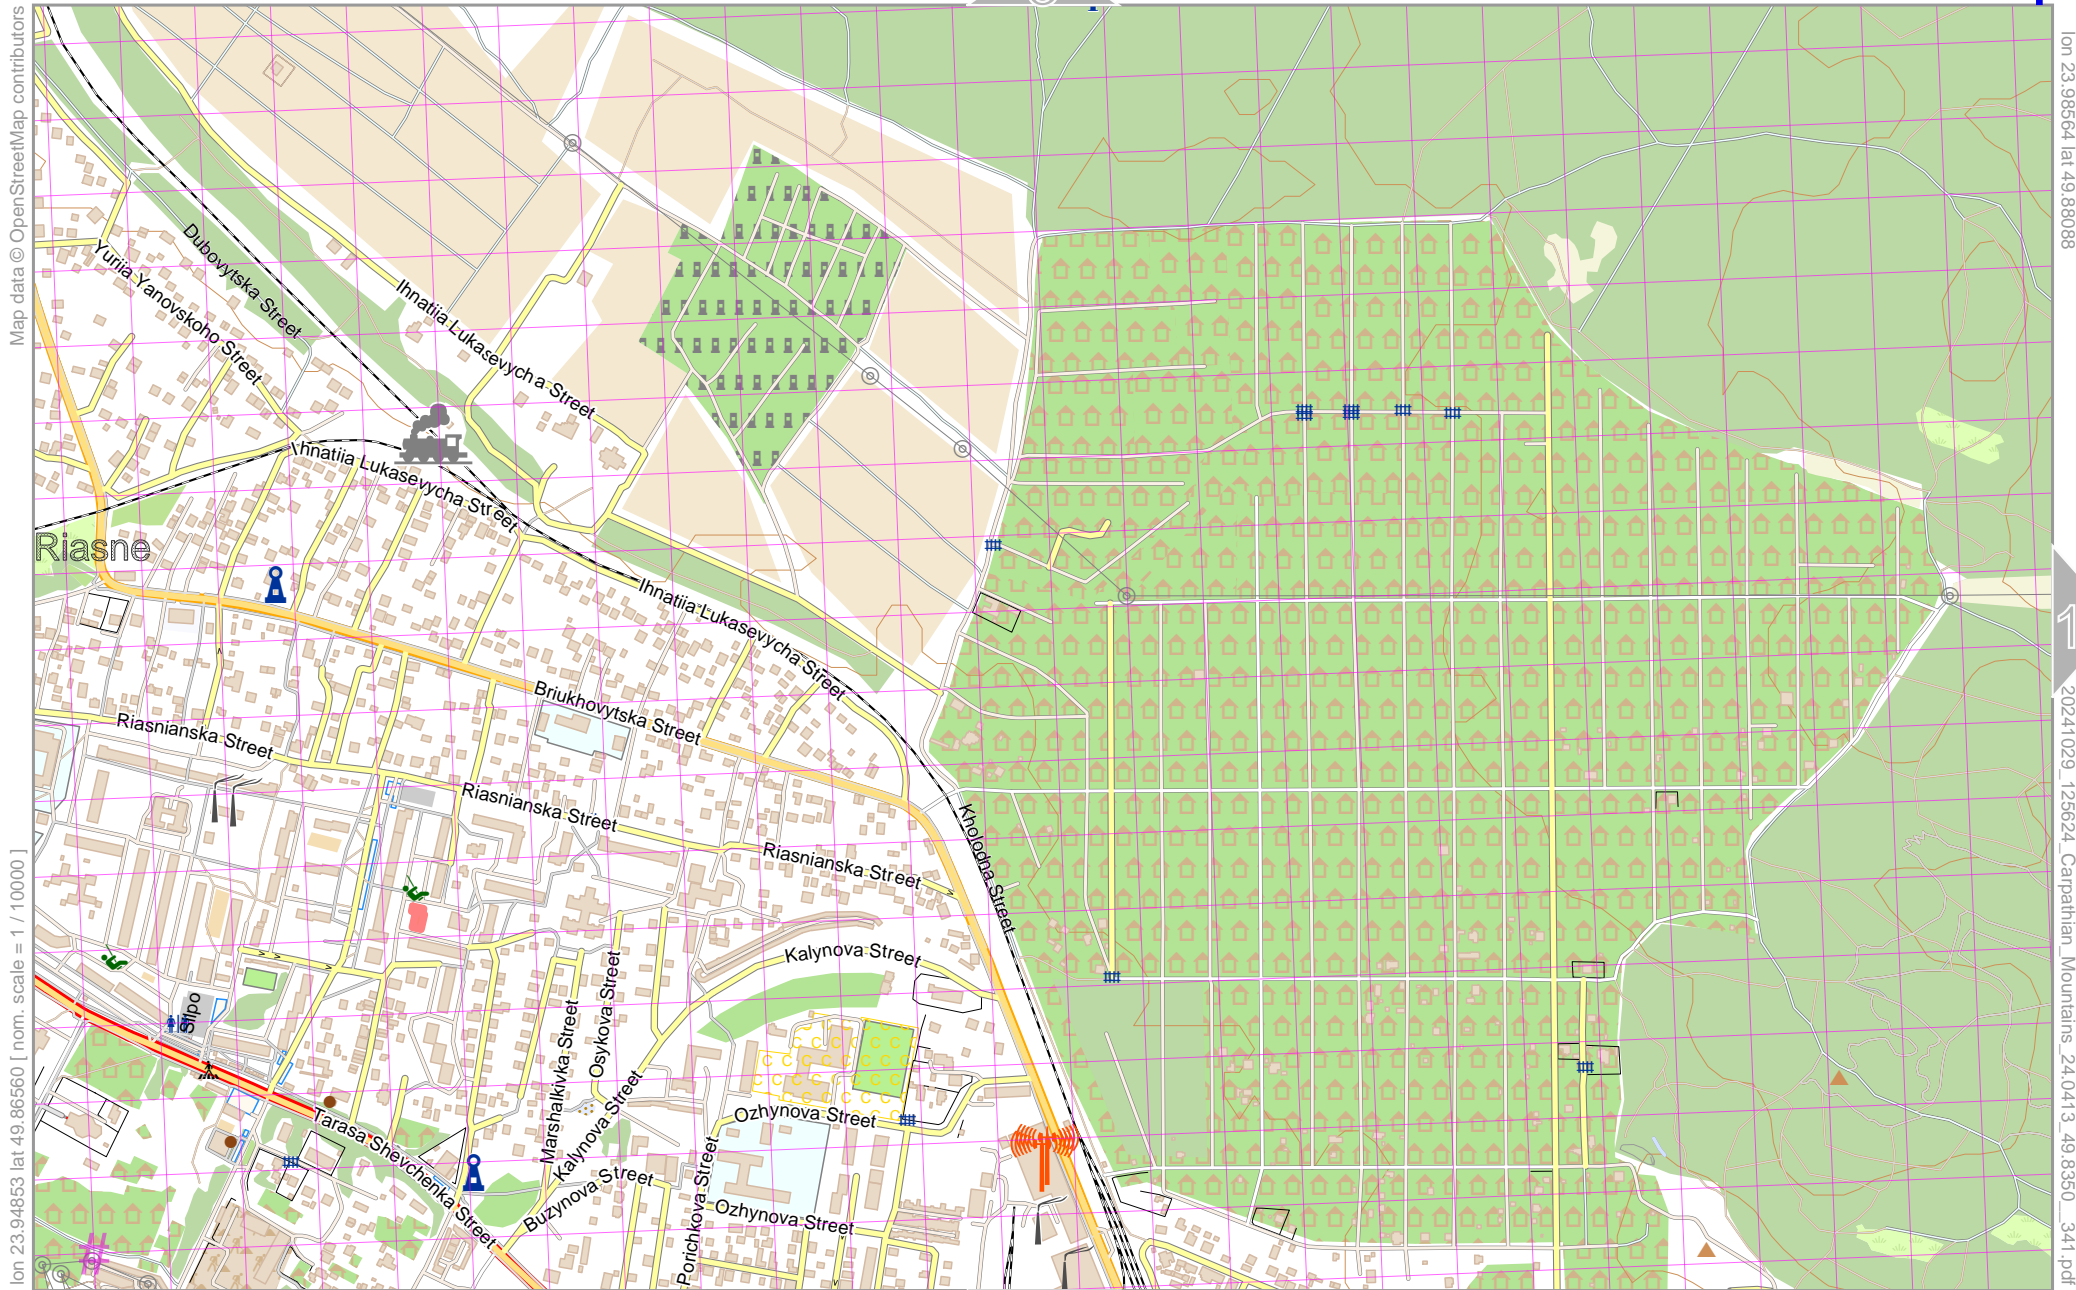 Map data © OpenStreetMap contributors
lon 23.98564 lat 49.88088
Dubovytska Street
Yuriia Yanovskoho Street
Ihnatiia Lukasevycha Street
Ihnatiia Lukasevycha Street
Riasne
Ihnatiia Lukasevycha Street
1
Briukhovytska Street
Riasnianska Street
Riasnianska Street
Riasnianska Street
Kholodna Street
Kalynova Street
Silpo
Osykova Street
Marshalkivka Street
Kalynova Street
Tarasa Shevchenka Street
Ozhynova Street
Buzynova Street
Porichkova Street
Ozhynova Street
lon 23.94853 lat 49.86560 [ nom. scale = 1 / 10000 ]
20241029_125624_Carpathian_Mountains_24.0413_49.8350__341.pdf